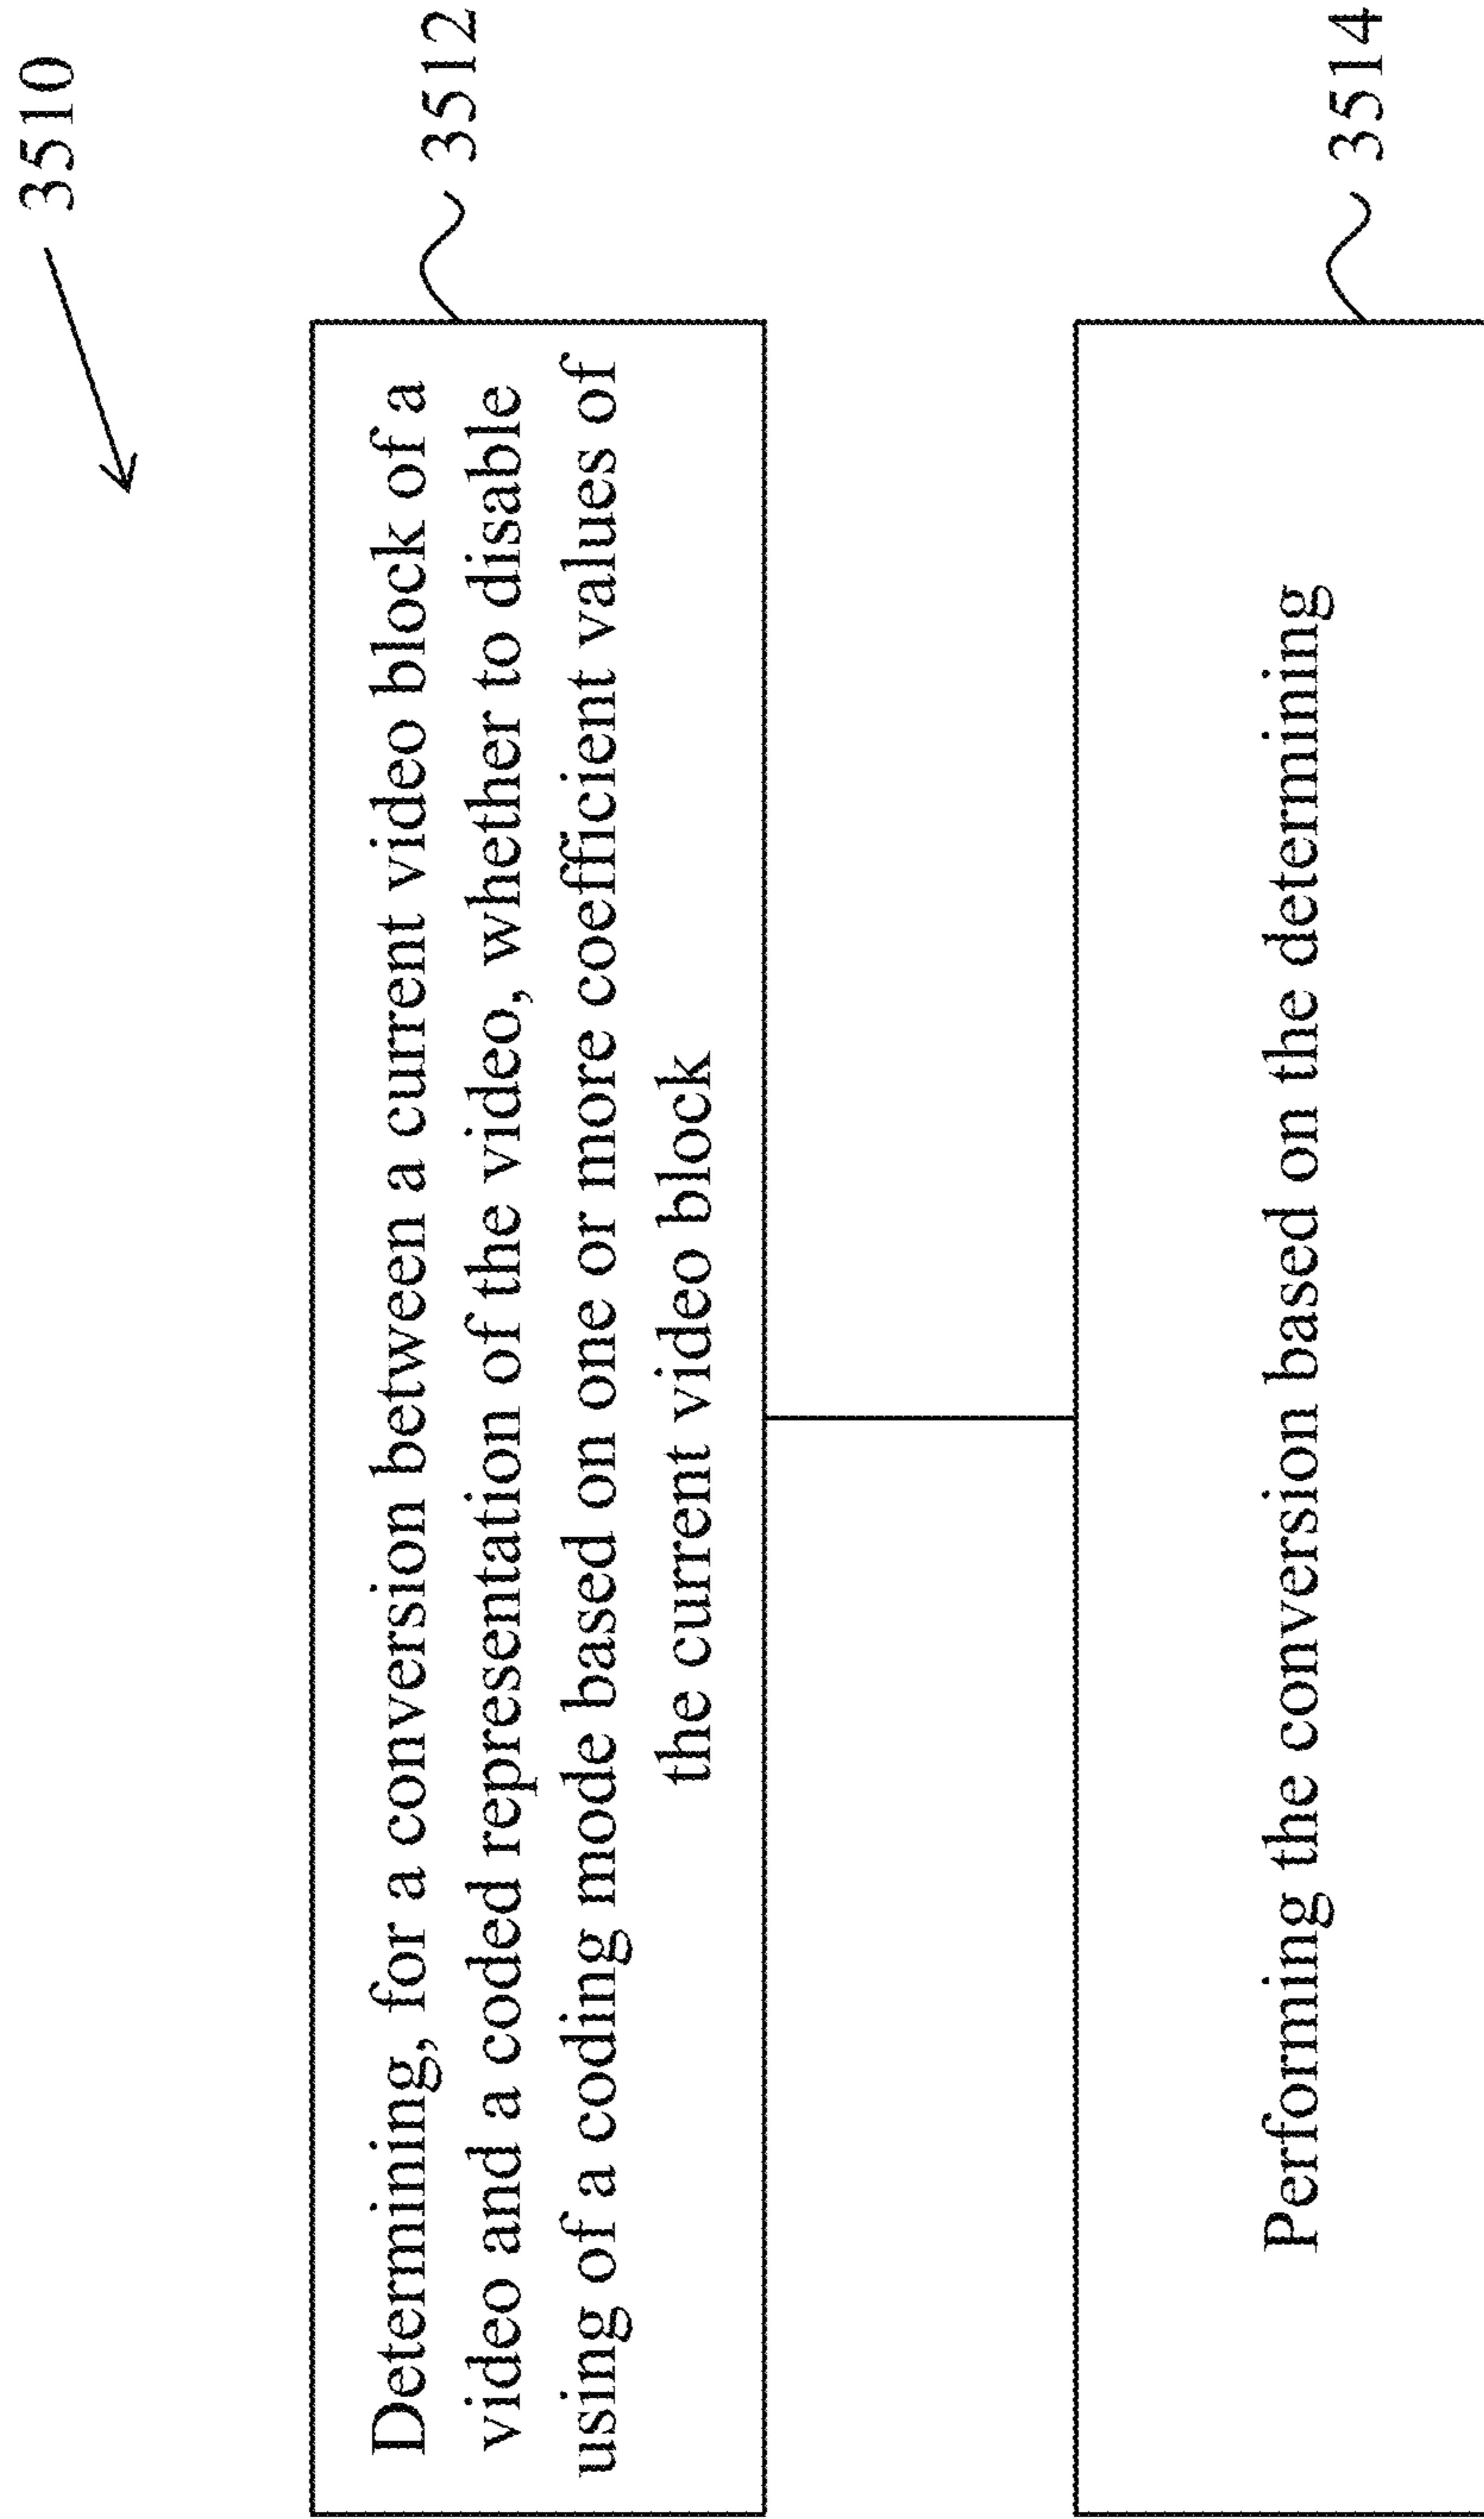 3510
Determining, for a conversion between a current video block of a
video and a coded representation of the video, whether to disable
using of a coding mode based on one or more coefficient values of
the current video block
3512
Performing the conversion based on the determining
3514